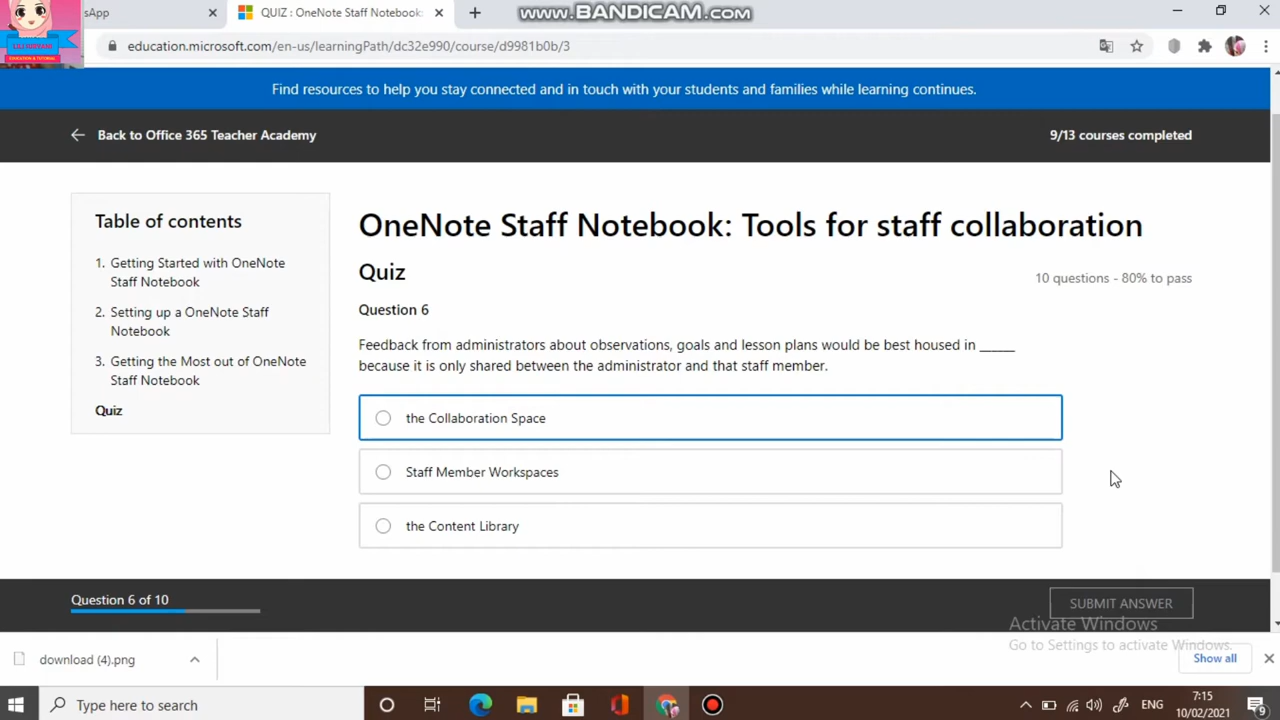 sApp
QUIZ : OneNote Staff Notebook:
www.BANDICAM.com
LILI ROSYANI
EDUCATION & TUTORIAL
education.microsoft.com/en-us/learningPath/dc32e990/course/d9981b0b/3
Find resources to help you stay connected and in touch with your students and families while learning continues.
Back to Office 365 Teacher Academy
9/13 courses completed
Table of contents
1. Getting Started with OneNote
Staff Notebook
2. Setting up a OneNote Staff
Notebook
3. Getting the Most out of OneNote
Staff Notebook
Quiz
OneNote Staff Notebook: Tools for staff collaboration
Quiz
10 questions - 80% to pass
Question 6
Feedback from administrators about observations, goals and lesson plans would be best housed in ______
because it is only shared between the administrator and that staff member.
the Collaboration Space
Staff Member Workspaces
the Content Library
Question 6 of 10
SUBMIT ANSWER
Activate Windows
Go to Settings to activate Windows.
download (4).png
Show all
Type here to search
ENG
7:15
10/02/2021
9